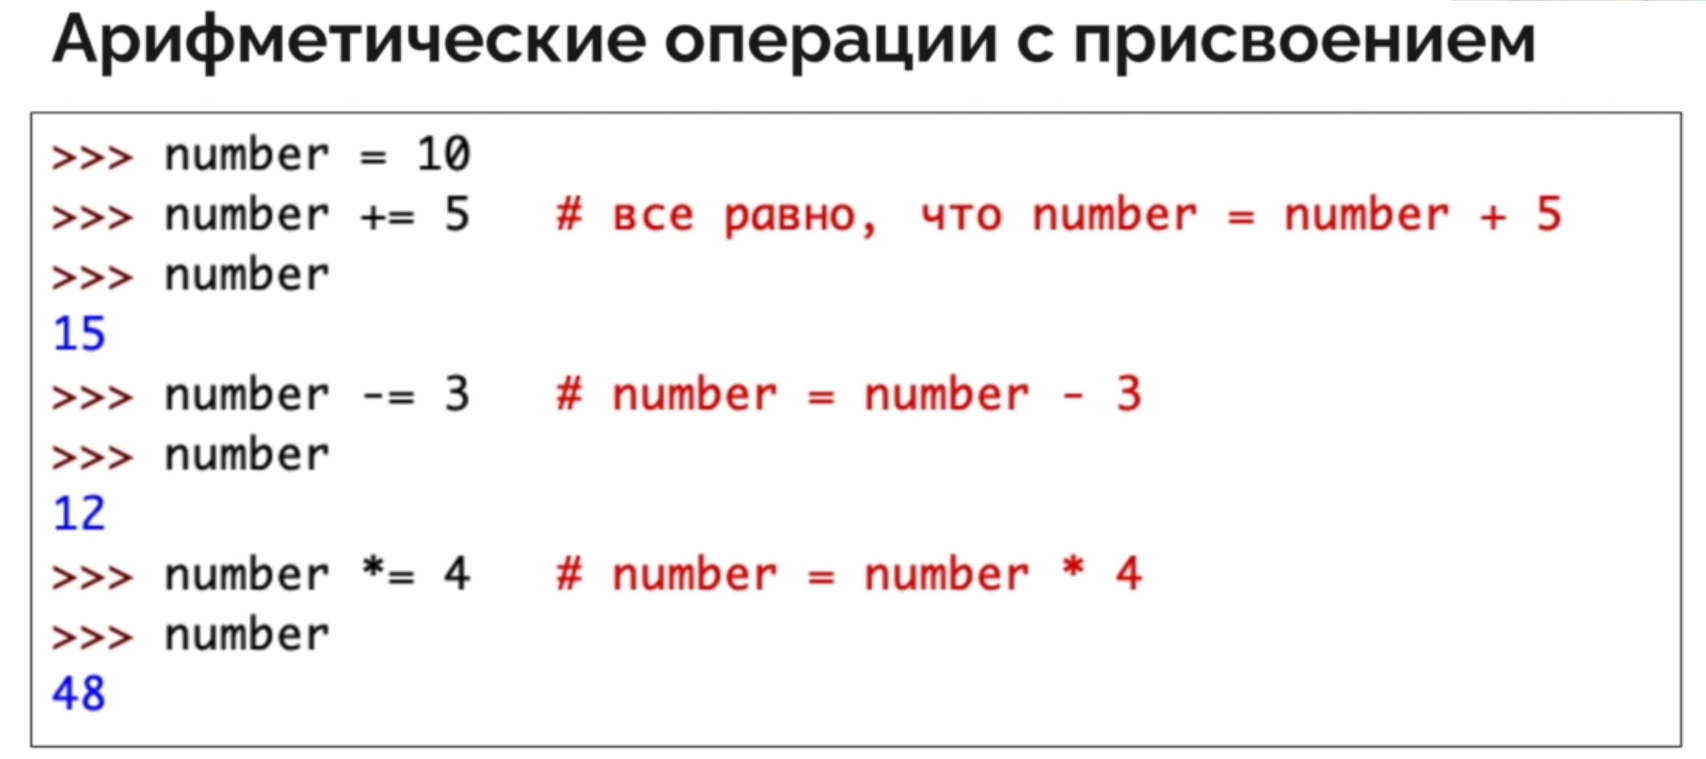 Арифметические операции с присвоением
>>> number = 10
>>> number += 5   # все равно, что number = number + 5
>>> number
15
>>> number -= 3   # number = number - 3
>>> number
12
>>> number *= 4   # number = number * 4
>>> number
48